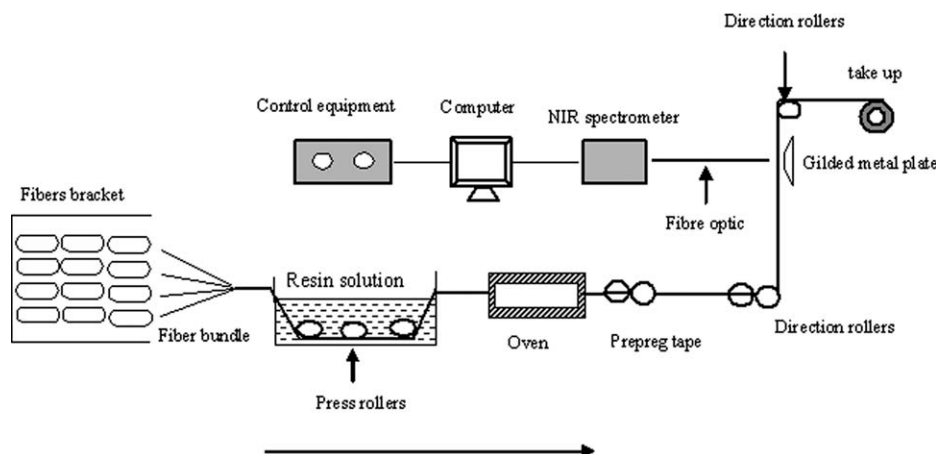 Direction rollers
take up
Control equipment
Computer
NIR spectrometer
Gilded metal plate
Fibers bracket
Fibre optic
Resin solution
Fiber bundle
Oven
Prepreg tape
Direction rollers
Press rollers